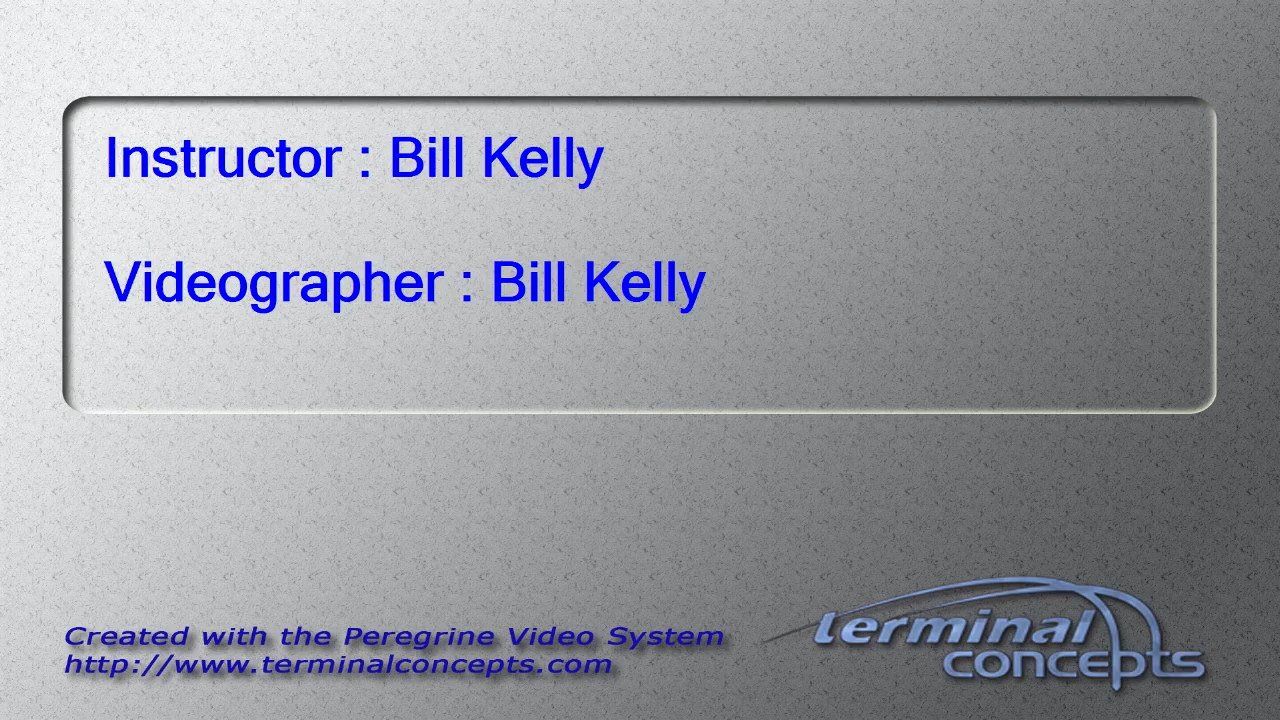 Instructor : Bill Kelly
Videographer : Bill Kelly
Created with the Peregrine Video System
http://www.terminalconcepts.com
terminal
concepts